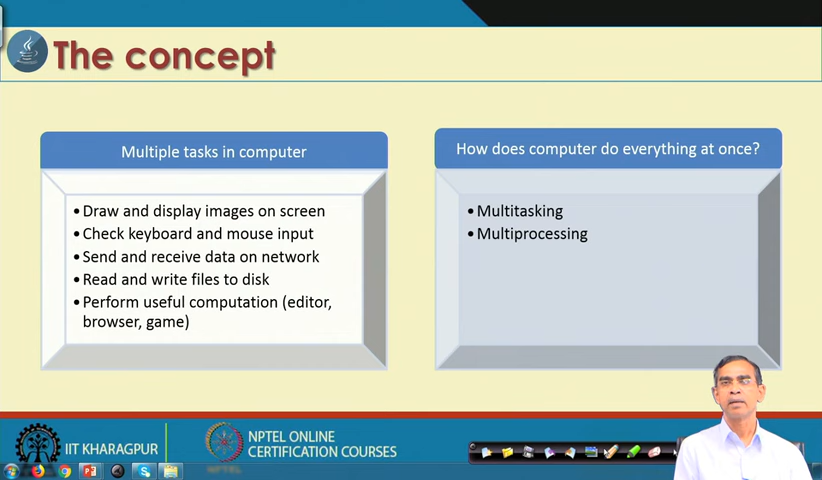 The concept
Multiple tasks in computer
• Draw and display images on screen
• Check keyboard and mouse input
• Send and receive data on network
• Read and write files to disk
• Perform useful computation (editor,
browser, game)
How does computer do everything at once?
• Multitasking
• Multiprocessing
IIT KHARAGPUR
NPTEL ONLINE
CERTIFICATION COURSES
NPTEL